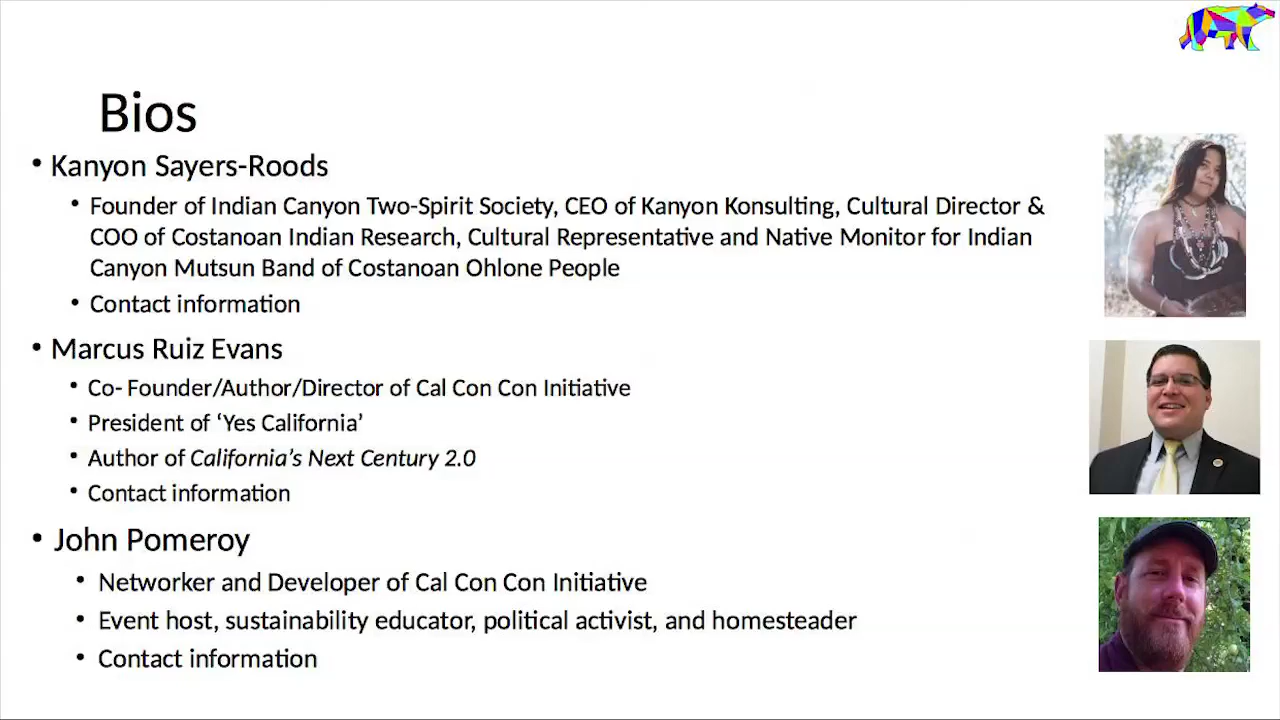 Bios
• Kanyon Sayers-Roods
• Founder of Indian Canyon Two-Spirit Society, CEO of Kanyon Konsulting, Cultural Director &
COO of Costanoan Indian Research, Cultural Representative and Native Monitor for Indian
Canyon Mutsun Band of Costanoan Ohlone People
• Contact information
• Marcus Ruiz Evans
• Co- Founder/Author/Director of Cal Con Con Initiative
• President of ‘Yes California’
• Author of California’s Next Century 2.0
• Contact information
• John Pomeroy
• Networker and Developer of Cal Con Con Initiative
• Event host, sustainability educator, political activist, and homesteader
• Contact information